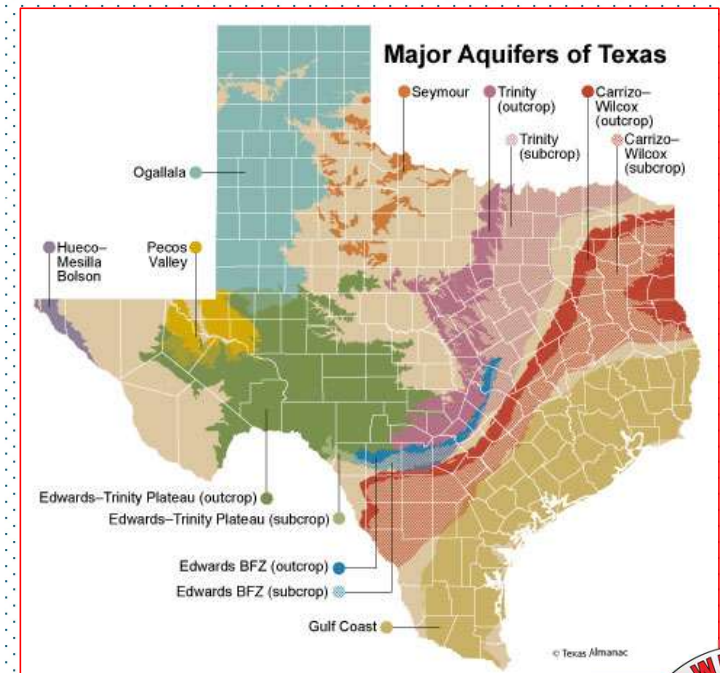 Major Aquifers of Texas
Seymour
Trinity
(outcrop)
Carrizo–
Wilcox
(outcrop)
Trinity
(subcrop)
Carrizo–
Wilcox
(subcrop)
Ogallala
Hueco–
Mesilla
Bolson
Pecos
Valley
Edwards–Trinity Plateau (outcrop)
Edwards–Trinity Plateau (subcrop)
Edwards BFZ (outcrop)
Edwards BFZ (subcrop)
Gulf Coast
© Texas Almanac